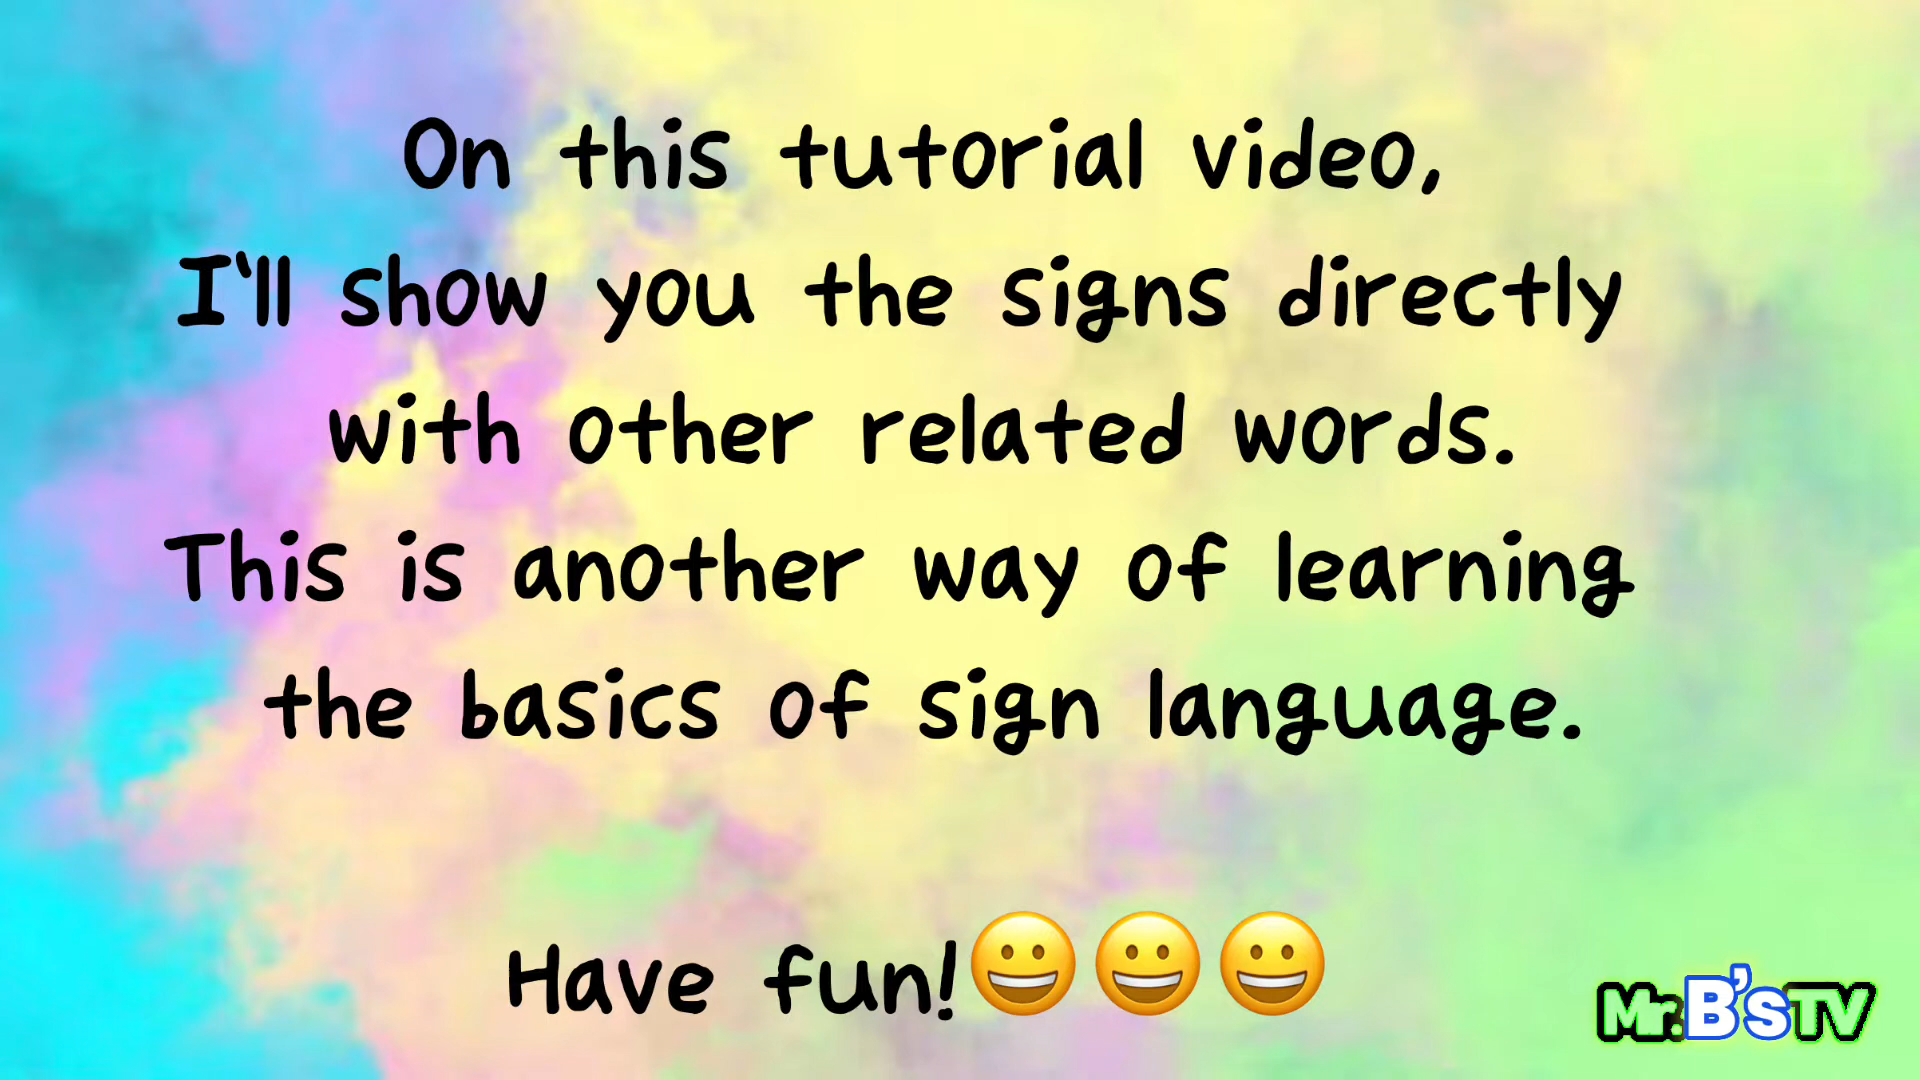 On this tutorial video,
I'll show you the signs directly
with other related words.
This is another way of learning
the basics of sign language.
Have fun!😀😀😀
Mr.B'sTV